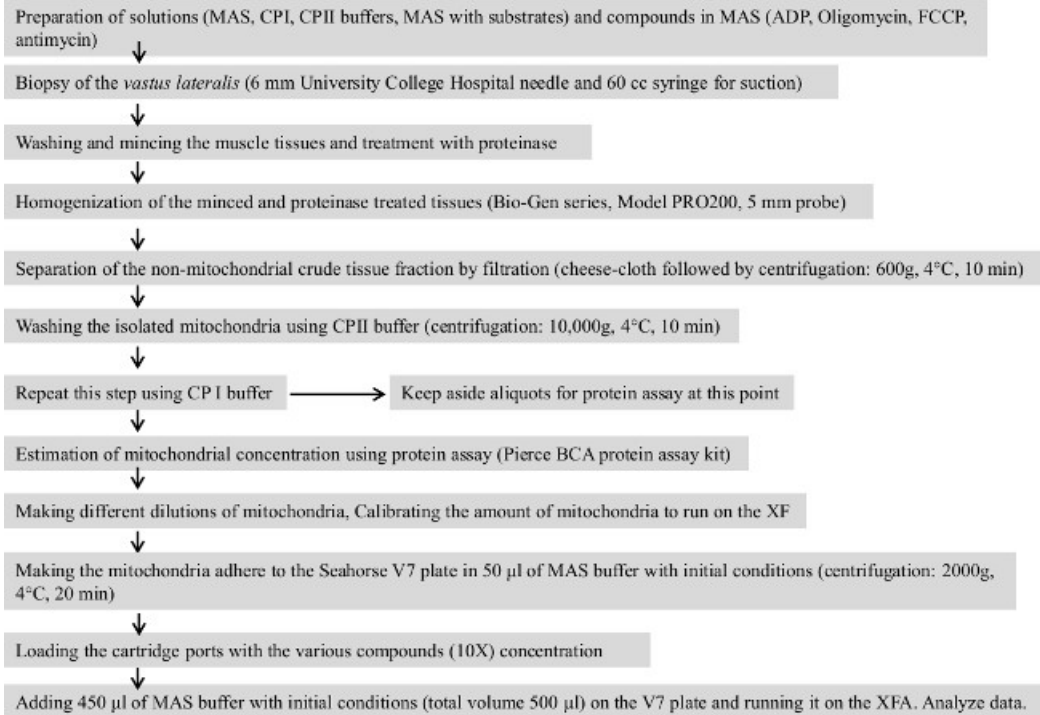 Preparation of solutions (MAS, CPI, CPII buffers, MAS with substrates) and compounds in MAS (ADP, Oligomycin, FCCP,
antimycin)
Biopsy of the vastus lateralis (6 mm University College Hospital needle and 60 cc syringe for suction)
Washing and mincing the muscle tissues and treatment with proteinase
Homogenization of the minced and proteinase treated tissues (Bio-Gen series, Model PRO200, 5 mm probe)
Separation of the non-mitochondrial crude tissue fraction by filtration (cheese-cloth followed by centrifugation: 600g, 4°C, 10 min)
Washing the isolated mitochondria using CPII buffer (centrifugation: 10,000g, 4°C, 10 min)
Repeat this step using CP I buffer
Keep aside aliquots for protein assay at this point
Estimation of mitochondrial concentration using protein assay (Pierce BCA protein assay kit)
Making different dilutions of mitochondria, Calibrating the amount of mitochondria to run on the XF
Making the mitochondria adhere to the Seahorse V7 plate in 50 µl of MAS buffer with initial conditions (centrifugation: 2000g,
4°C, 20 min)
Loading the cartridge ports with the various compounds (10X) concentration
Adding 450 µl of MAS buffer with initial conditions (total volume 500 µl) on the V7 plate and running it on the XFA. Analyze data.